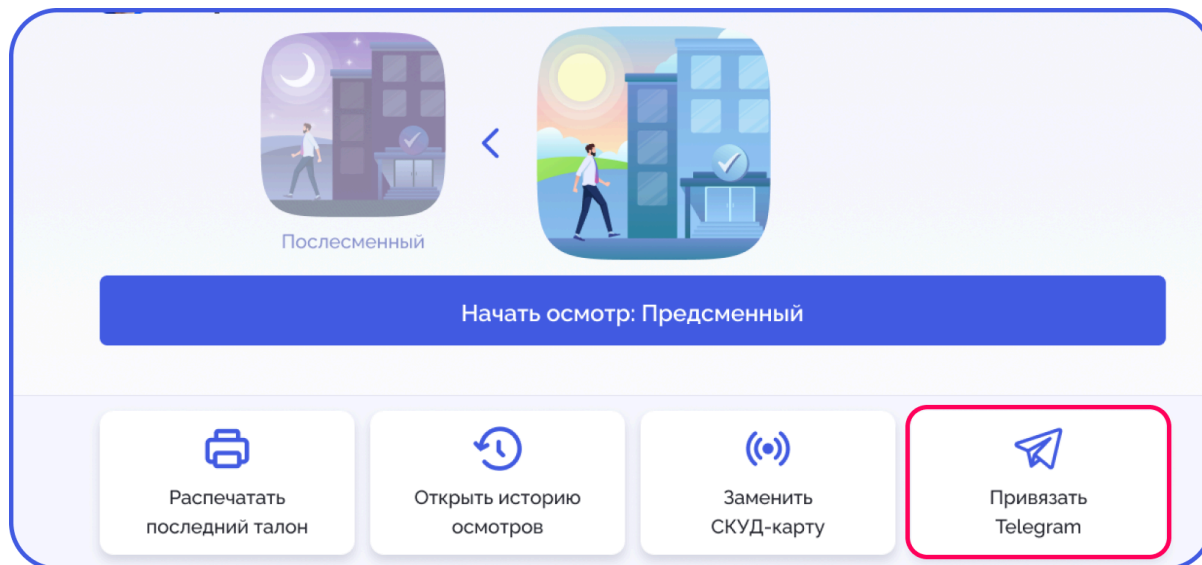 Послесменный
Начать осмотр: Предсменный
Распечатать
последний талон
Открыть историю
осмотров
Заменить
СКУД-карту
Привязать
Telegram